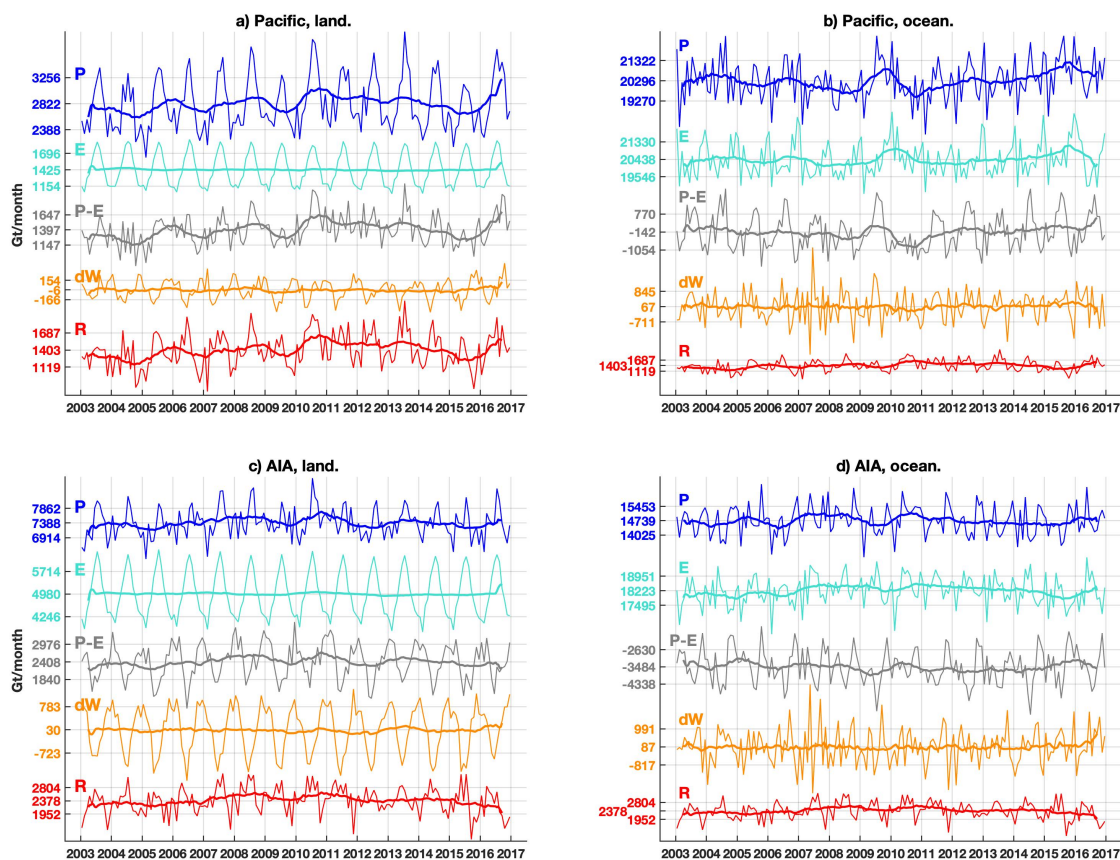 a) Pacific, land.
Gt/month
P
3256
2822
2388
E
1696
1425
1154
P-E
1647
1397
1147
dW
154
-6
-166
R
1687
1403
1119
2003 2004 2005 2006 2007 2008 2009 2010 2011 2012 2013 2014 2015 2016 2017
b) Pacific, ocean.
P
21322
20296
19270
E
21330
20438
19546
P-E
770
-142
-1054
dW
845
67
-711
R
1687
1403
1119
2003 2004 2005 2006 2007 2008 2009 2010 2011 2012 2013 2014 2015 2016 2017
c) AIA, land.
Gt/month
P
7862
7388
6914
E
5714
4980
4246
P-E
2976
2408
1840
dW
783
30
-723
R
2804
2378
1952
2003 2004 2005 2006 2007 2008 2009 2010 2011 2012 2013 2014 2015 2016 2017
d) AIA, ocean.
P
15453
14739
14025
E
18951
18223
17495
P-E
-2630
-3484
-4338
dW
991
87
-817
R
2804
2378
1952
2003 2004 2005 2006 2007 2008 2009 2010 2011 2012 2013 2014 2015 2016 2017